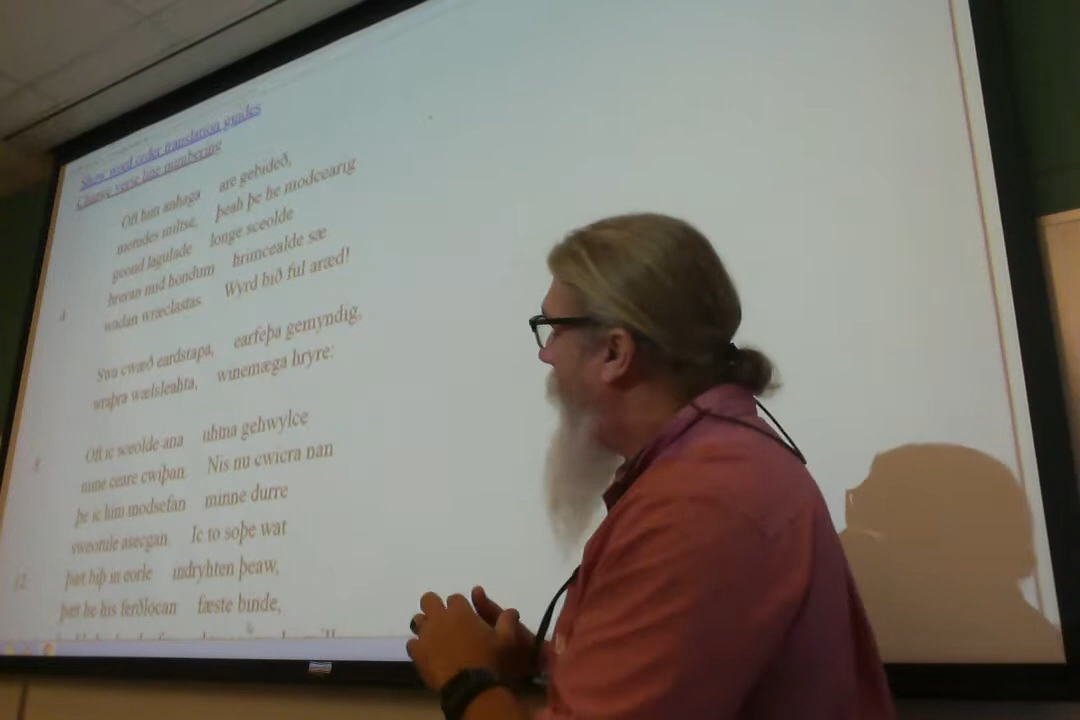 Show word order translation guides
Change verse line numbering
Oft him anhaga are gebideð,
metudes miltse, þeah þe he modcearig
geond lagulade longe sceolde
4 hreran mid hondum hrimcealde sæ
wadan wræclastas. Wyrd bið ful aræd!
Swa cwæð eardstapa, earfeþa gemyndig,
wraþra wælsleahta, winemæga hryre:
8 Oft ic sceolde ana uhtna gehwylce
mine ceare cwiþan. Nis nu cwicra nan
þe ic him modsefan minne durre
sweotule asecgan. Ic to soþe wat
12 þæt biþ in eorle indryhten þeaw,
þæt he his ferðlocan fæste binde,